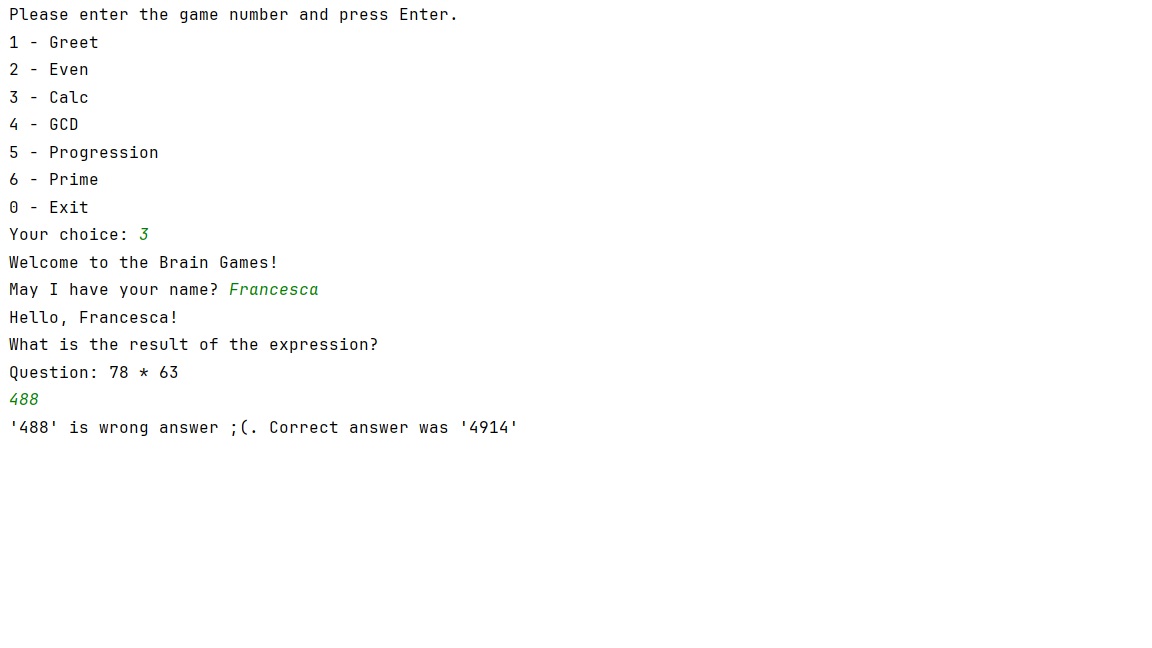 Please enter the game number and press Enter.
1 - Greet
2 - Even
3 - Calc
4 - GCD
5 - Progression
6 - Prime
0 - Exit
Your choice: 3
Welcome to the Brain Games!
May I have your name? Francesca
Hello, Francesca!
What is the result of the expression?
Question: 78 * 63
488
'488' is wrong answer ;(. Correct answer was '4914'